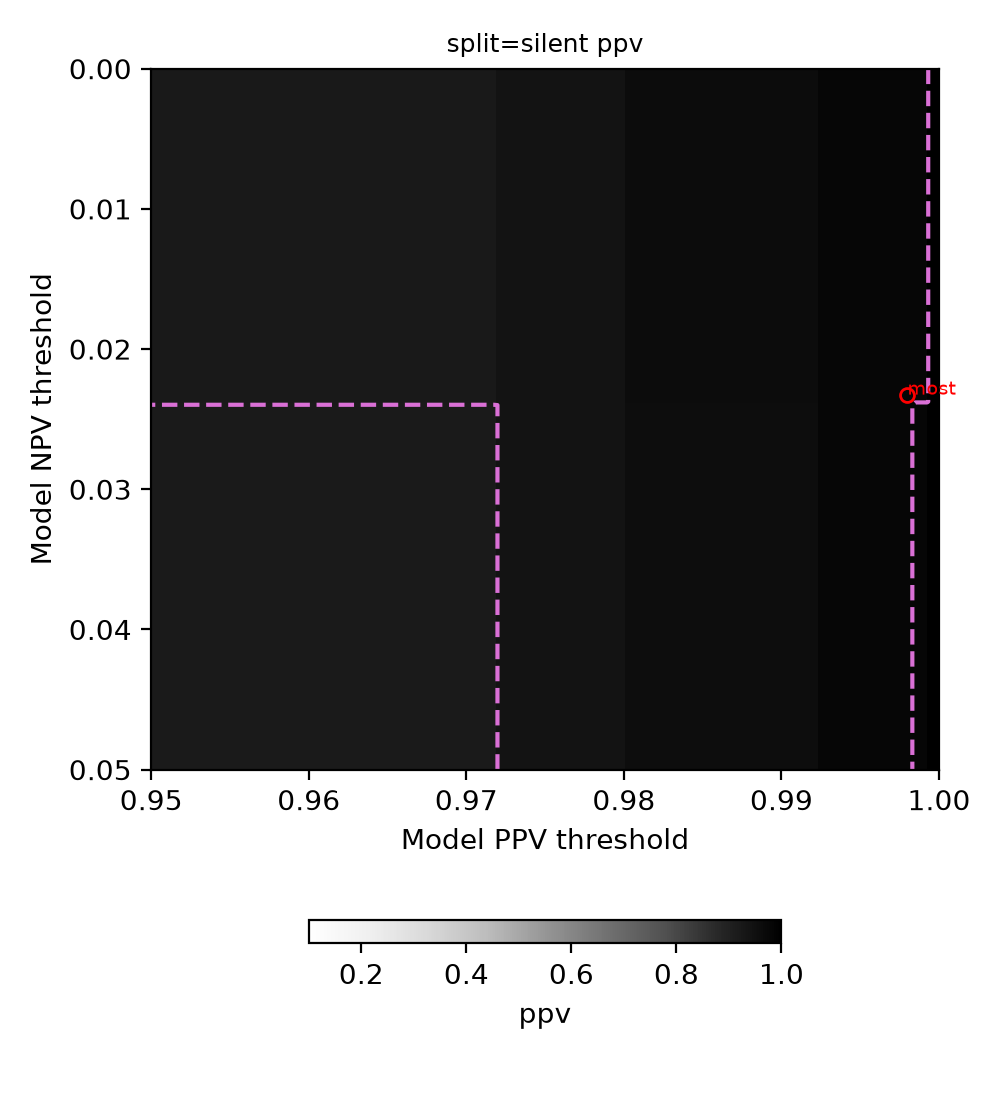 split=silent ppv
0.00
0.01
0.02
0.03
0.04
0.05
Model NPV threshold
most
0.95 0.96 0.97 0.98 0.99 1.00
Model PPV threshold
0.2 0.4 0.6 0.8 1.0
ppv